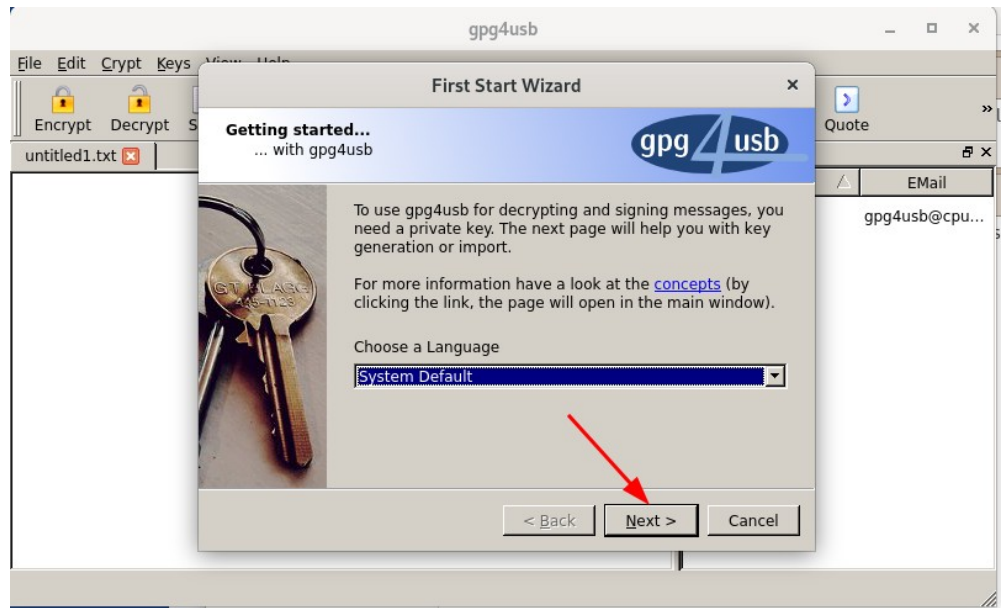 gpg4usb
File Edit Crypt Keys View Help
First Start Wizard
Encrypt Decrypt S
Quote
»
Getting started...
... with gpg4usb
gpg4usb
untitled1.txt
EMail
gpg4usb@cpu...
To use gpg4usb for decrypting and signing messages, you
need a private key. The next page will help you with key
generation or import.
For more information have a look at the concepts (by
clicking the link, the page will open in the main window).
Choose a Language
System Default
< Back Next > Cancel